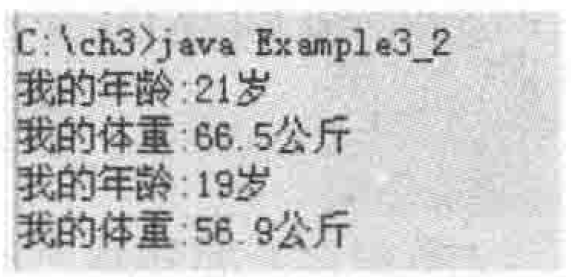 C:\ch3>java Example3_2
我的年龄:21岁
我的体重:66.5公斤
我的年龄:19岁
我的体重:56.9公斤